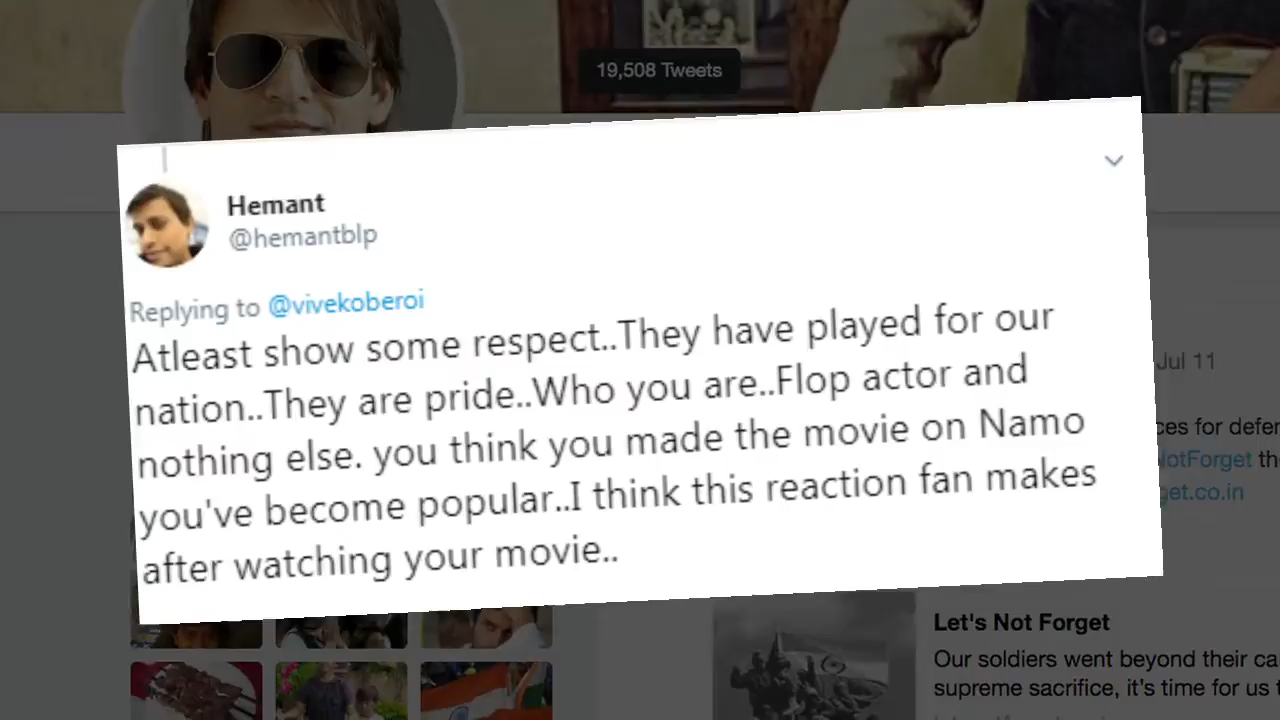 19,508 Tweets
Hemant
@hemantblp
Replying to @vivekoberoi
Atleast show some respect..They have played for our
nation..They are pride..Who you are..Flop actor and
nothing else. you think you made the movie on Namo
you've become popular..I think this reaction fan makes
after watching your movie..
Jul 11
ces for defen
NotForget the
get.co.in
Let's Not Forget
Our soldiers went beyond their ca
supreme sacrifice, it's time for us t